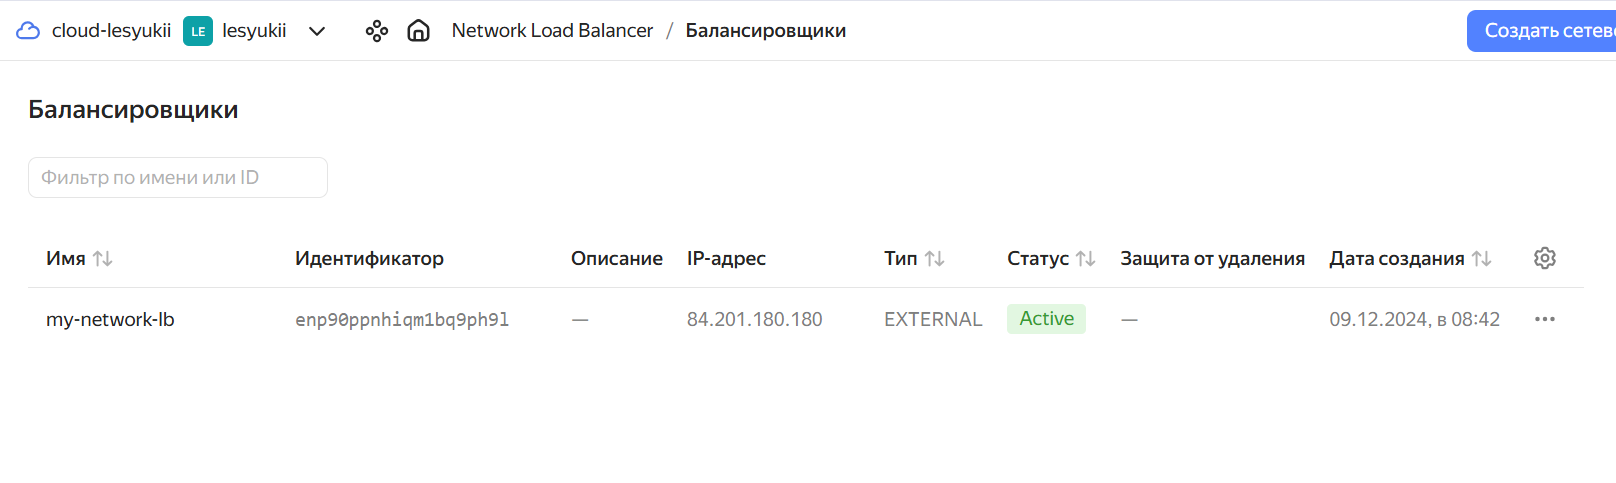 cloud-lesyukii LE lesyukii Network Load Balancer / Балансировщики Создать сетев
Балансировщики
Фильтр по имени или ID
Имя Идентификатор Описание IP-адрес Тип Статус Защита от удаления Дата создания
my-network-lb enp90ppnhiqm1bq9ph9l — 84.201.180.180 EXTERNAL Active — 09.12.2024, в 08:42